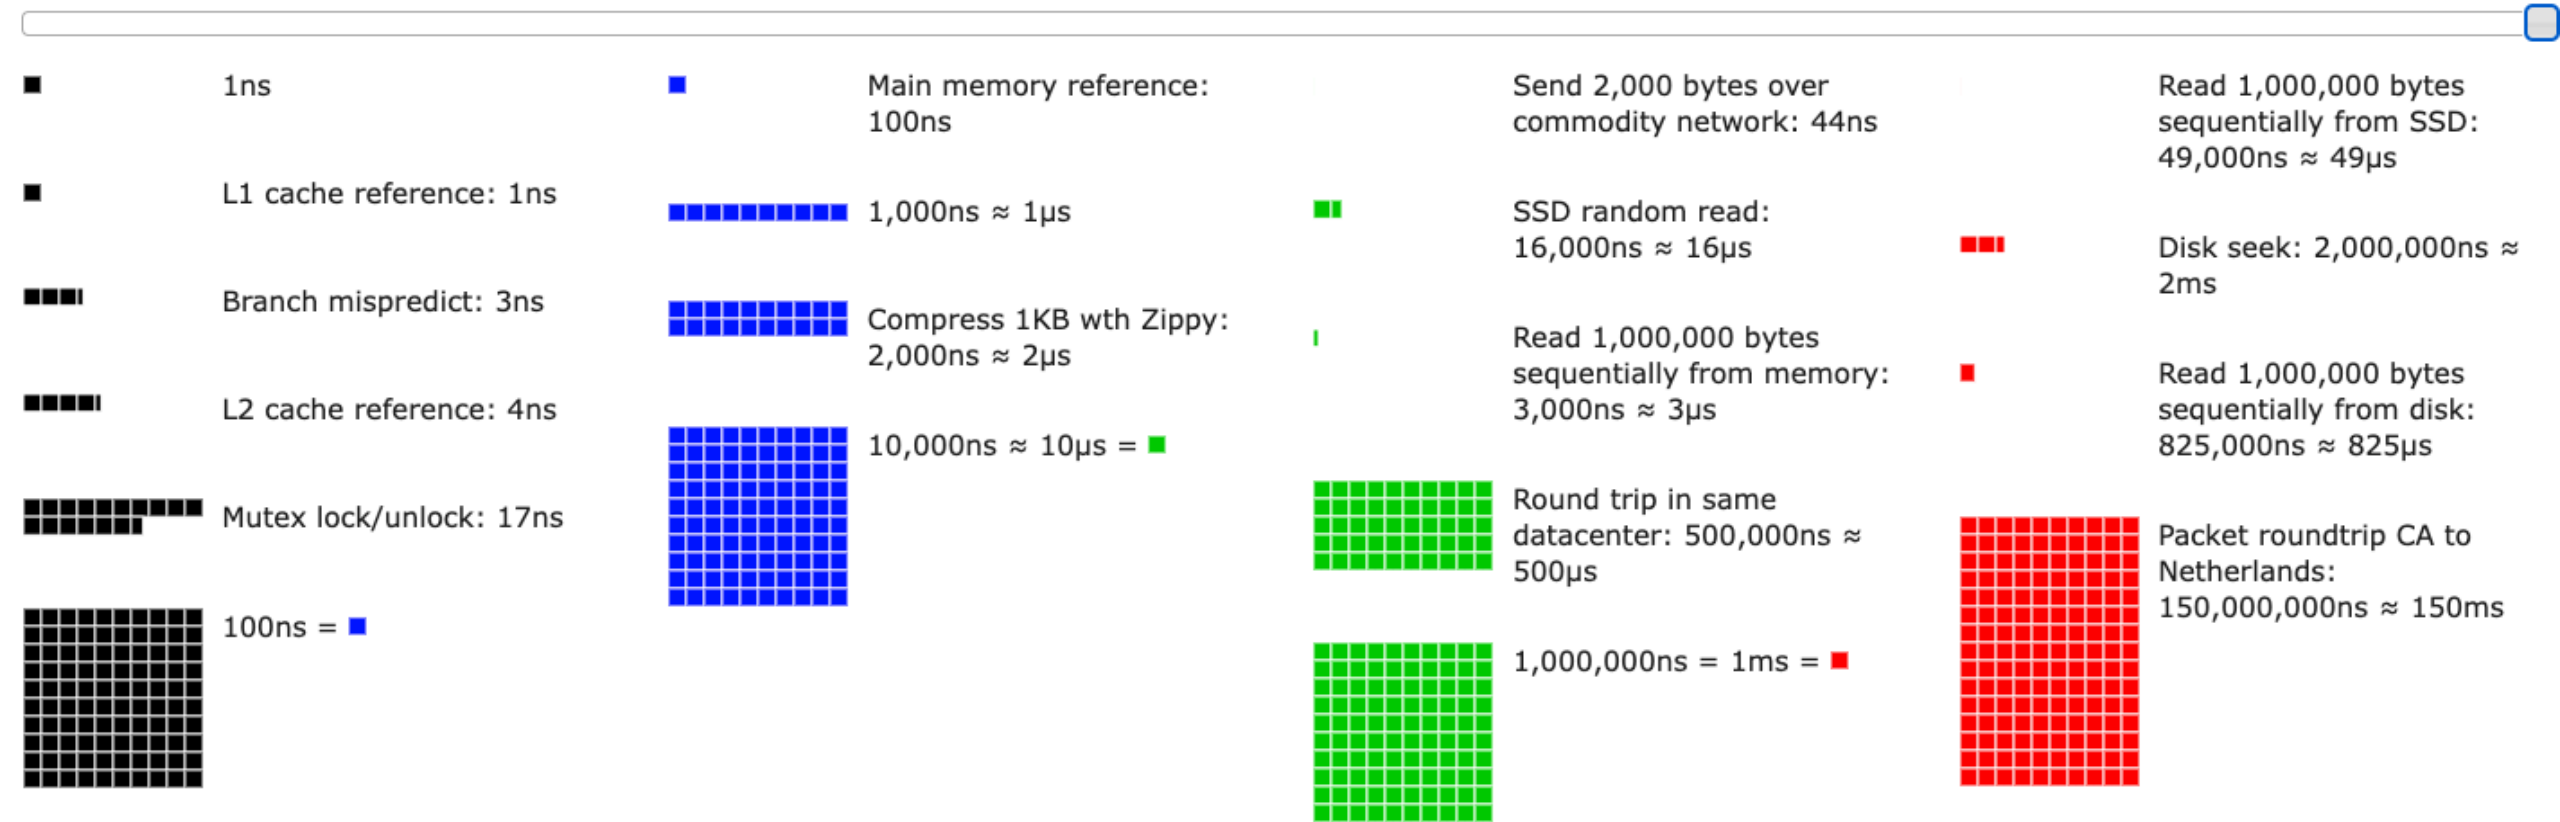 1ns
L1 cache reference: 1ns
Branch mispredict: 3ns
L2 cache reference: 4ns
Mutex lock/unlock: 17ns
100ns =
Main memory reference:
100ns
1,000ns ≈ 1μs
Compress 1KB wth Zippy:
2,000ns ≈ 2μs
10,000ns ≈ 10μs =
Send 2,000 bytes over
commodity network: 44ns
SSD random read:
16,000ns ≈ 16μs
Read 1,000,000 bytes
sequentially from memory:
3,000ns ≈ 3μs
Round trip in same
datacenter: 500,000ns ≈
500μs
1,000,000ns = 1ms =
Read 1,000,000 bytes
sequentially from SSD:
49,000ns ≈ 49μs
Disk seek: 2,000,000ns ≈
2ms
Read 1,000,000 bytes
sequentially from disk:
825,000ns ≈ 825μs
Packet roundtrip CA to
Netherlands:
150,000,000ns ≈ 150ms